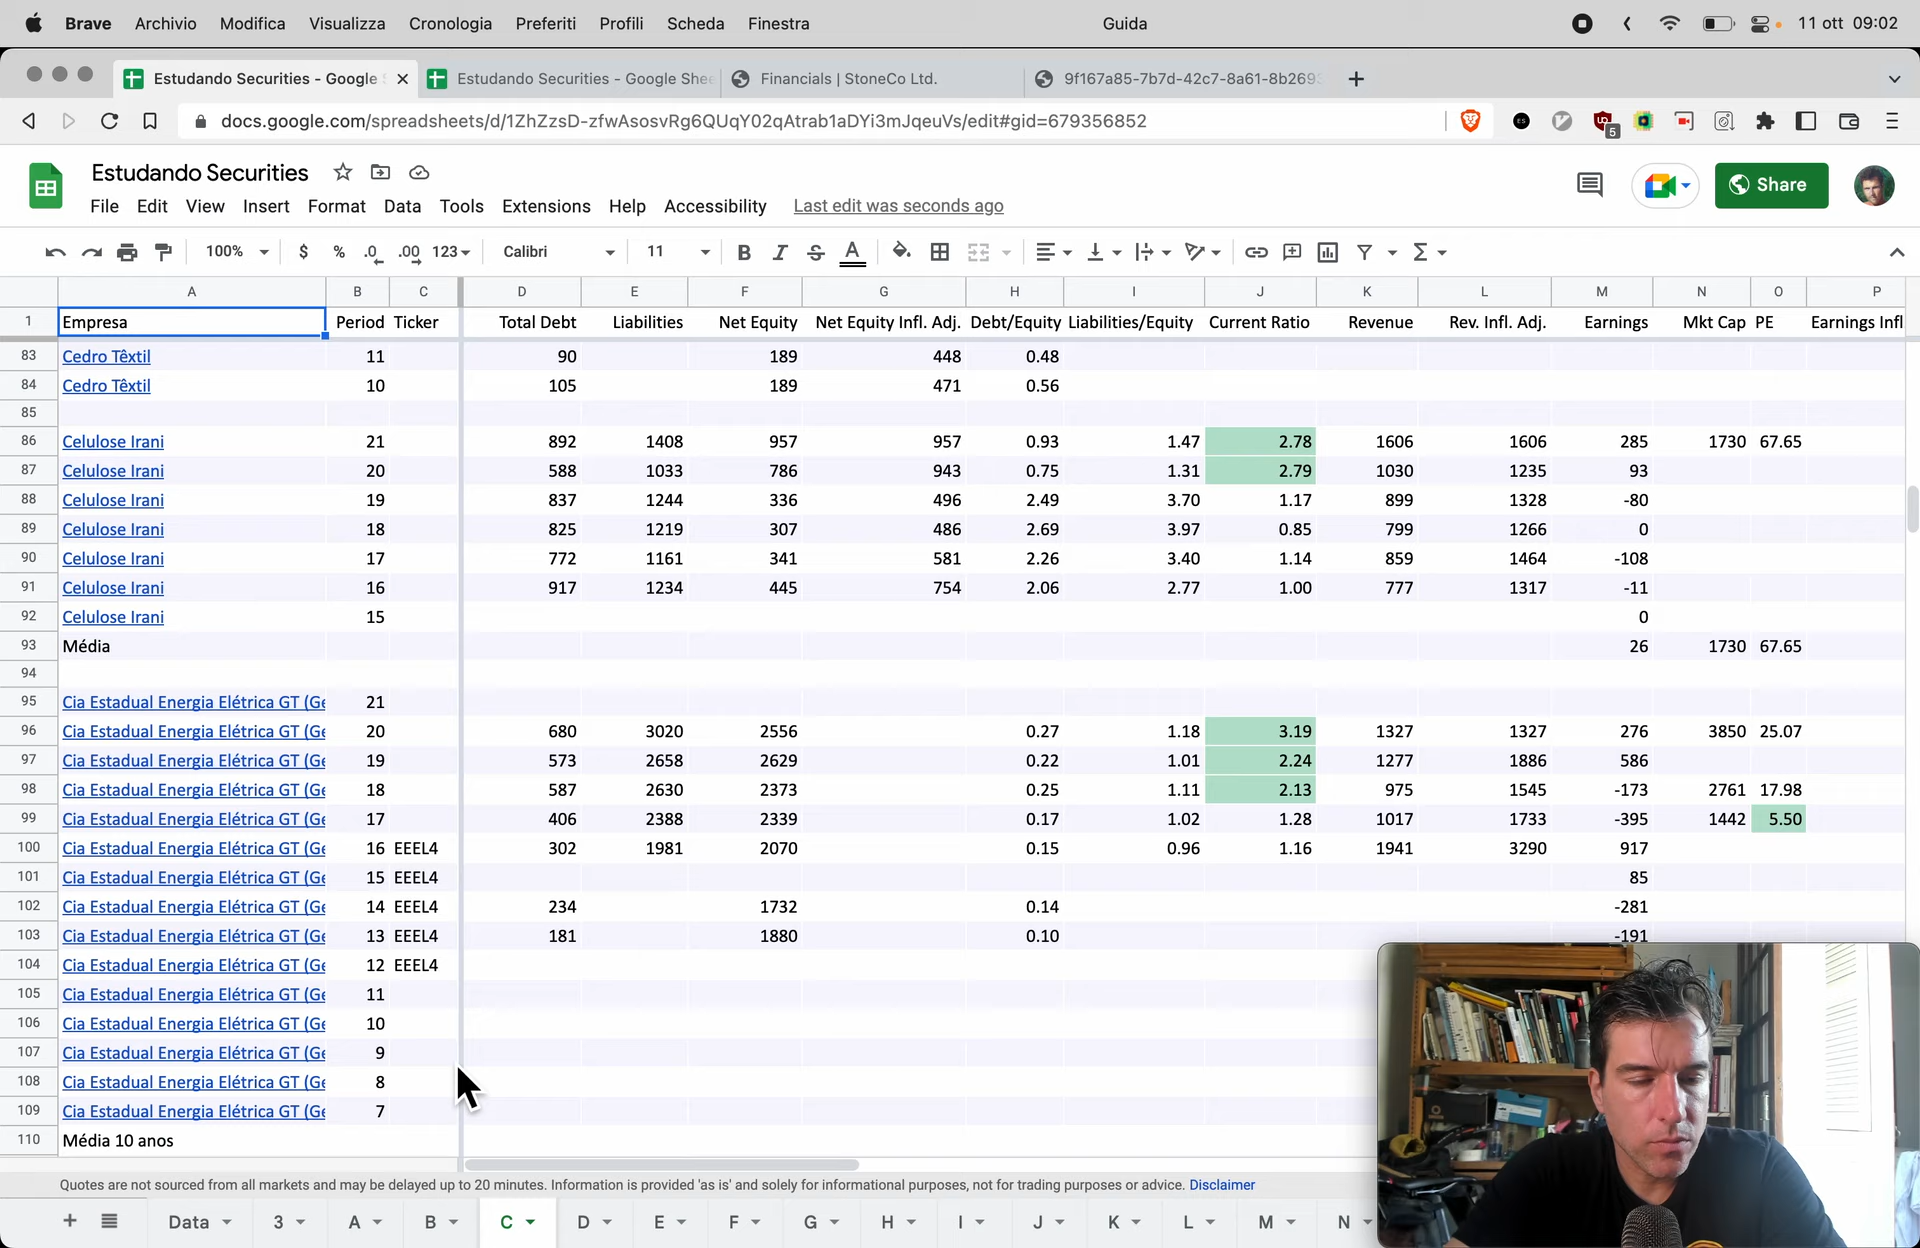 Brave Archivio Modifica Visualizza Cronologia Preferiti Profili Scheda Finestra Guida 11 ott 09:02
Estudando Securities - Google S Estudando Securities - Google Shee Financials | StoneCo Ltd. 9f167a85-7b7d-42c7-8a61-8b2693
docs.google.com/spreadsheets/d/1ZhZzsD-zfwAsosvRg6QUqY02qAtrab1aDYi3mJqeuVs/edit#gid=679356852 5
Estudando Securities Share
File Edit View Insert Format Data Tools Extensions Help Accessibility Last edit was seconds ago
100% $ % .0 .00 123 Calibri 11 B I S A
A B C D E F G H I J K L M N O P
1 Empresa Period Ticker Total Debt Liabilities Net Equity Net Equity Infl. Adj. Debt/Equity Liabilities/Equity Current Ratio Revenue Rev. Infl. Adj. Earnings Mkt Cap PE Earnings Infl
83 Cedro Têxtil 11 90 189 448 0.48
84 Cedro Têxtil 10 105 189 471 0.56
85
86 Celulose Irani 21 892 1408 957 957 0.93 1.47 2.78 1606 1606 285 1730 67.65
87 Celulose Irani 20 588 1033 786 943 0.75 1.31 2.79 1030 1235 93
88 Celulose Irani 19 837 1244 336 496 2.49 3.70 1.17 899 1328 -80
89 Celulose Irani 18 825 1219 307 486 2.69 3.97 0.85 799 1266 0
90 Celulose Irani 17 772 1161 341 581 2.26 3.40 1.14 859 1464 -108
91 Celulose Irani 16 917 1234 445 754 2.06 2.77 1.00 777 1317 -11
92 Celulose Irani 15 0
93 Média 26 1730 67.65
94
95 Cia Estadual Energia Elétrica GT (Ge 21
96 Cia Estadual Energia Elétrica GT (Ge 20 680 3020 2556 0.27 1.18 3.19 1327 1327 276 3850 25.07
97 Cia Estadual Energia Elétrica GT (Ge 19 573 2658 2629 0.22 1.01 2.24 1277 1886 586
98 Cia Estadual Energia Elétrica GT (Ge 18 587 2630 2373 0.25 1.11 2.13 975 1545 -173 2761 17.98
99 Cia Estadual Energia Elétrica GT (Ge 17 406 2388 2339 0.17 1.02 1.28 1017 1733 -395 1442 5.50
100 Cia Estadual Energia Elétrica GT (Ge 16 EEEL4 302 1981 2070 0.15 0.96 1.16 1941 3290 917
101 Cia Estadual Energia Elétrica GT (Ge 15 EEEL4 85
102 Cia Estadual Energia Elétrica GT (Ge 14 EEEL4 234 1732 0.14 -281
103 Cia Estadual Energia Elétrica GT (Ge 13 EEEL4 181 1880 0.10 -191
104 Cia Estadual Energia Elétrica GT (Ge 12 EEEL4
105 Cia Estadual Energia Elétrica GT (Ge 11
106 Cia Estadual Energia Elétrica GT (Ge 10
107 Cia Estadual Energia Elétrica GT (Ge 9
108 Cia Estadual Energia Elétrica GT (Ge 8
109 Cia Estadual Energia Elétrica GT (Ge 7
110 Média 10 anos
Quotes are not sourced from all markets and may be delayed up to 20 minutes. Information is provided 'as is' and solely for informational purposes, not for trading purposes or advice. Disclaimer
+ Data 3 A B C D E F G H I J K L M N